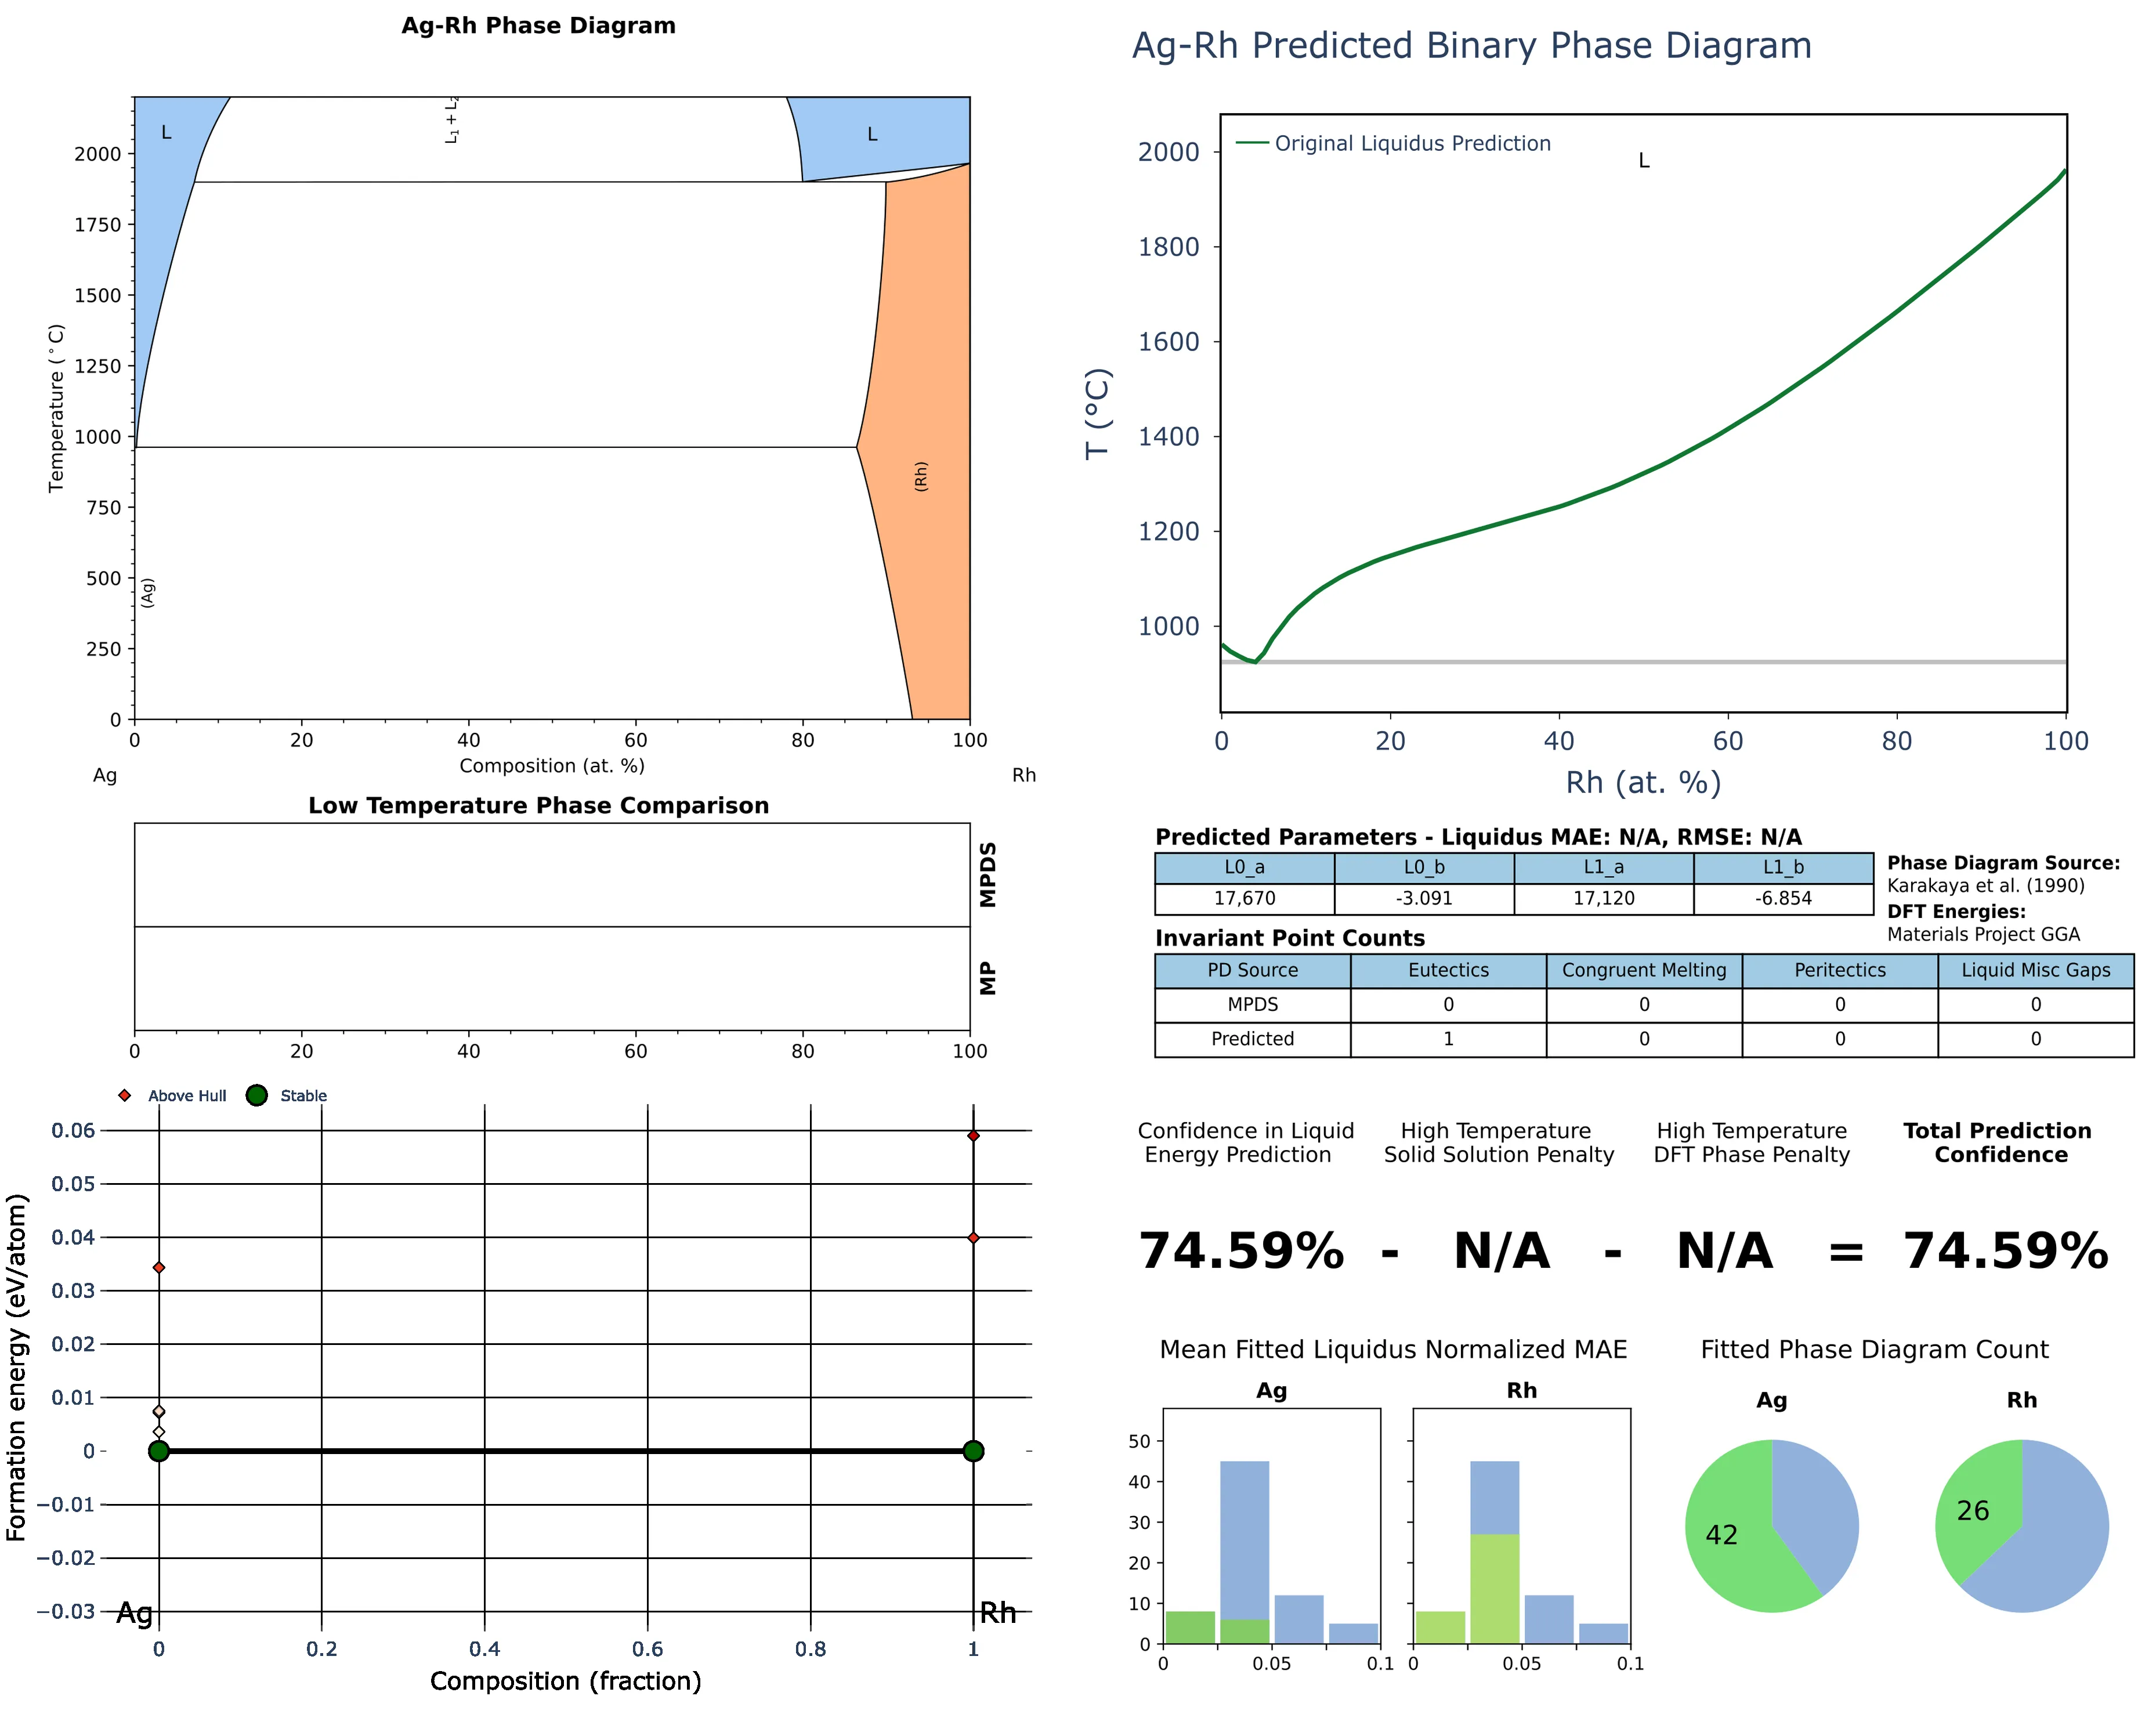 Ag-Rh Phase Diagram
L
L₁ + L₂
L
2000
1750
1500
1250
1000
750
500
250
0
Temperature (°C)
(Ag)
(Rh)
0 20 40 60 80 100
Composition (at. %)
Ag Rh
Low Temperature Phase Comparison
MPDS
MP
0 20 40 60 80 100
Above Hull Stable
0.06
0.05
0.04
0.03
0.02
0.01
0
−0.01
−0.02
−0.03
Formation energy (eV/atom)
Ag Rh
0 0.2 0.4 0.6 0.8 1
Composition (fraction)
Ag-Rh Predicted Binary Phase Diagram
Original Liquidus Prediction
L
2000
1800
1600
1400
1200
1000
T (°C)
0 20 40 60 80 100
Rh (at. %)
Predicted Parameters - Liquidus MAE: N/A, RMSE: N/A
L0_a L0_b L1_a L1_b
17,670 -3.091 17,120 -6.854
Phase Diagram Source:
Karakaya et al. (1990)
DFT Energies:
Materials Project GGA
Invariant Point Counts
PD Source Eutectics Congruent Melting Peritectics Liquid Misc Gaps
MPDS 0 0 0 0
Predicted 1 0 0 0
Confidence in Liquid Energy Prediction
High Temperature Solid Solution Penalty
High Temperature DFT Phase Penalty
Total Prediction Confidence
74.59% - N/A - N/A = 74.59%
Mean Fitted Liquidus Normalized MAE
Ag Rh
50
40
30
20
10
0
0 0.05 0.1 0 0.05 0.1
Fitted Phase Diagram Count
Ag Rh
42 26